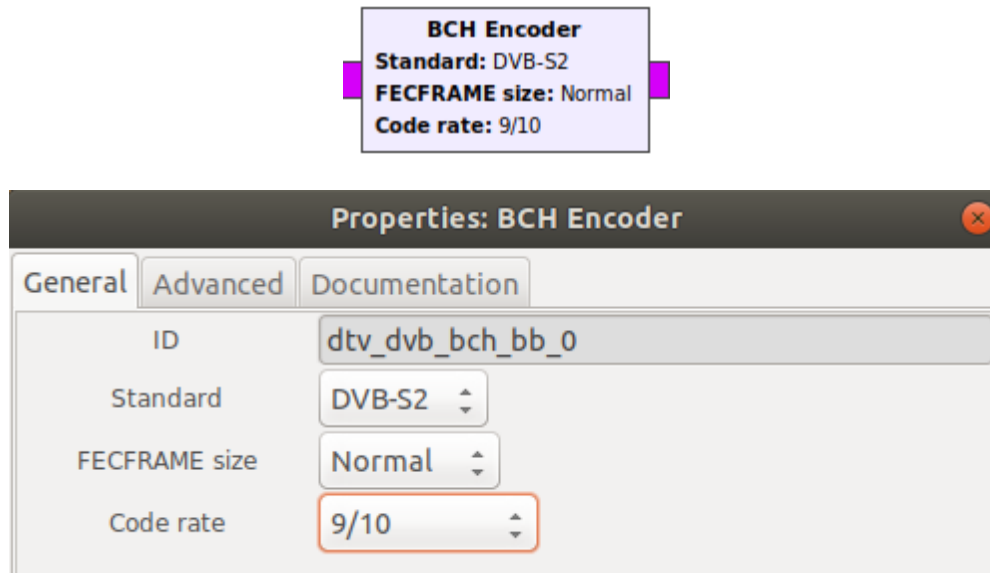 BCH Encoder
Standard: DVB-S2
FECFRAME size: Normal
Code rate: 9/10
Properties: BCH Encoder
General Advanced Documentation
ID dtv_dvb_bch_bb_0
Standard DVB-S2
FECFRAME size Normal
Code rate 9/10